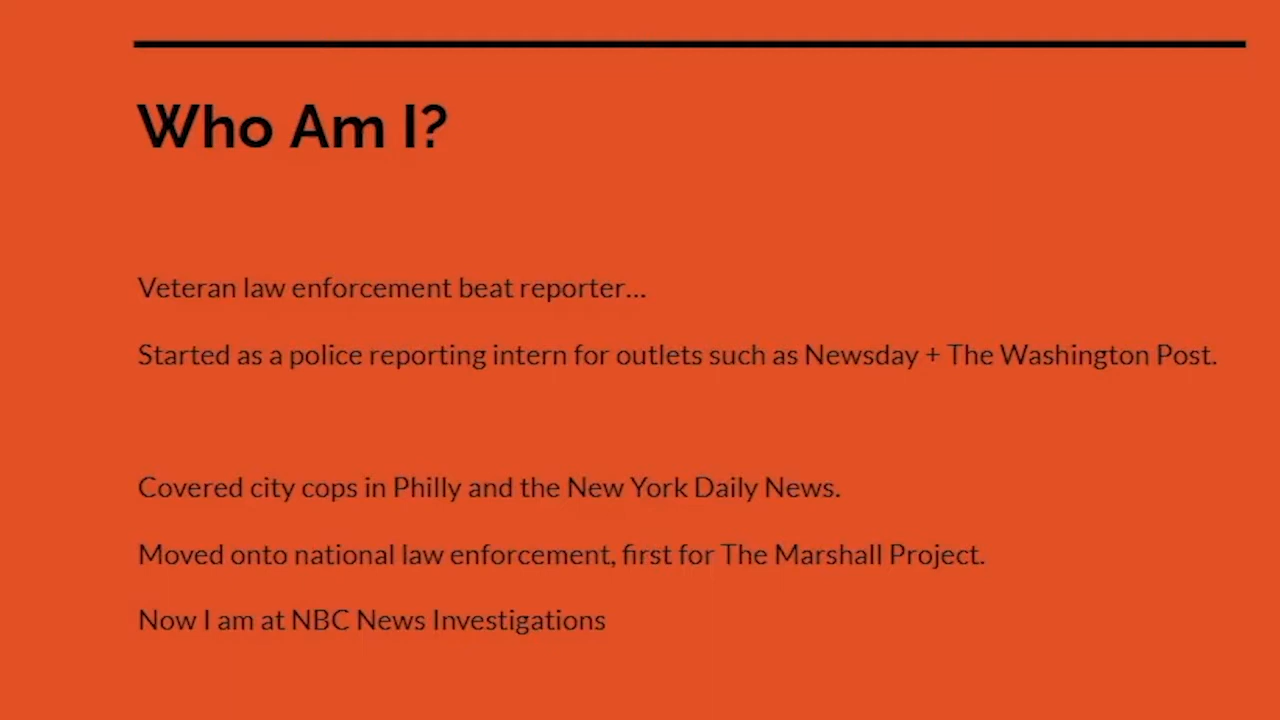 Who Am I?
Veteran law enforcement beat reporter...
Started as a police reporting intern for outlets such as Newsday + The Washington Post.
Covered city cops in Philly and the New York Daily News.
Moved onto national law enforcement, first for The Marshall Project.
Now I am at NBC News Investigations